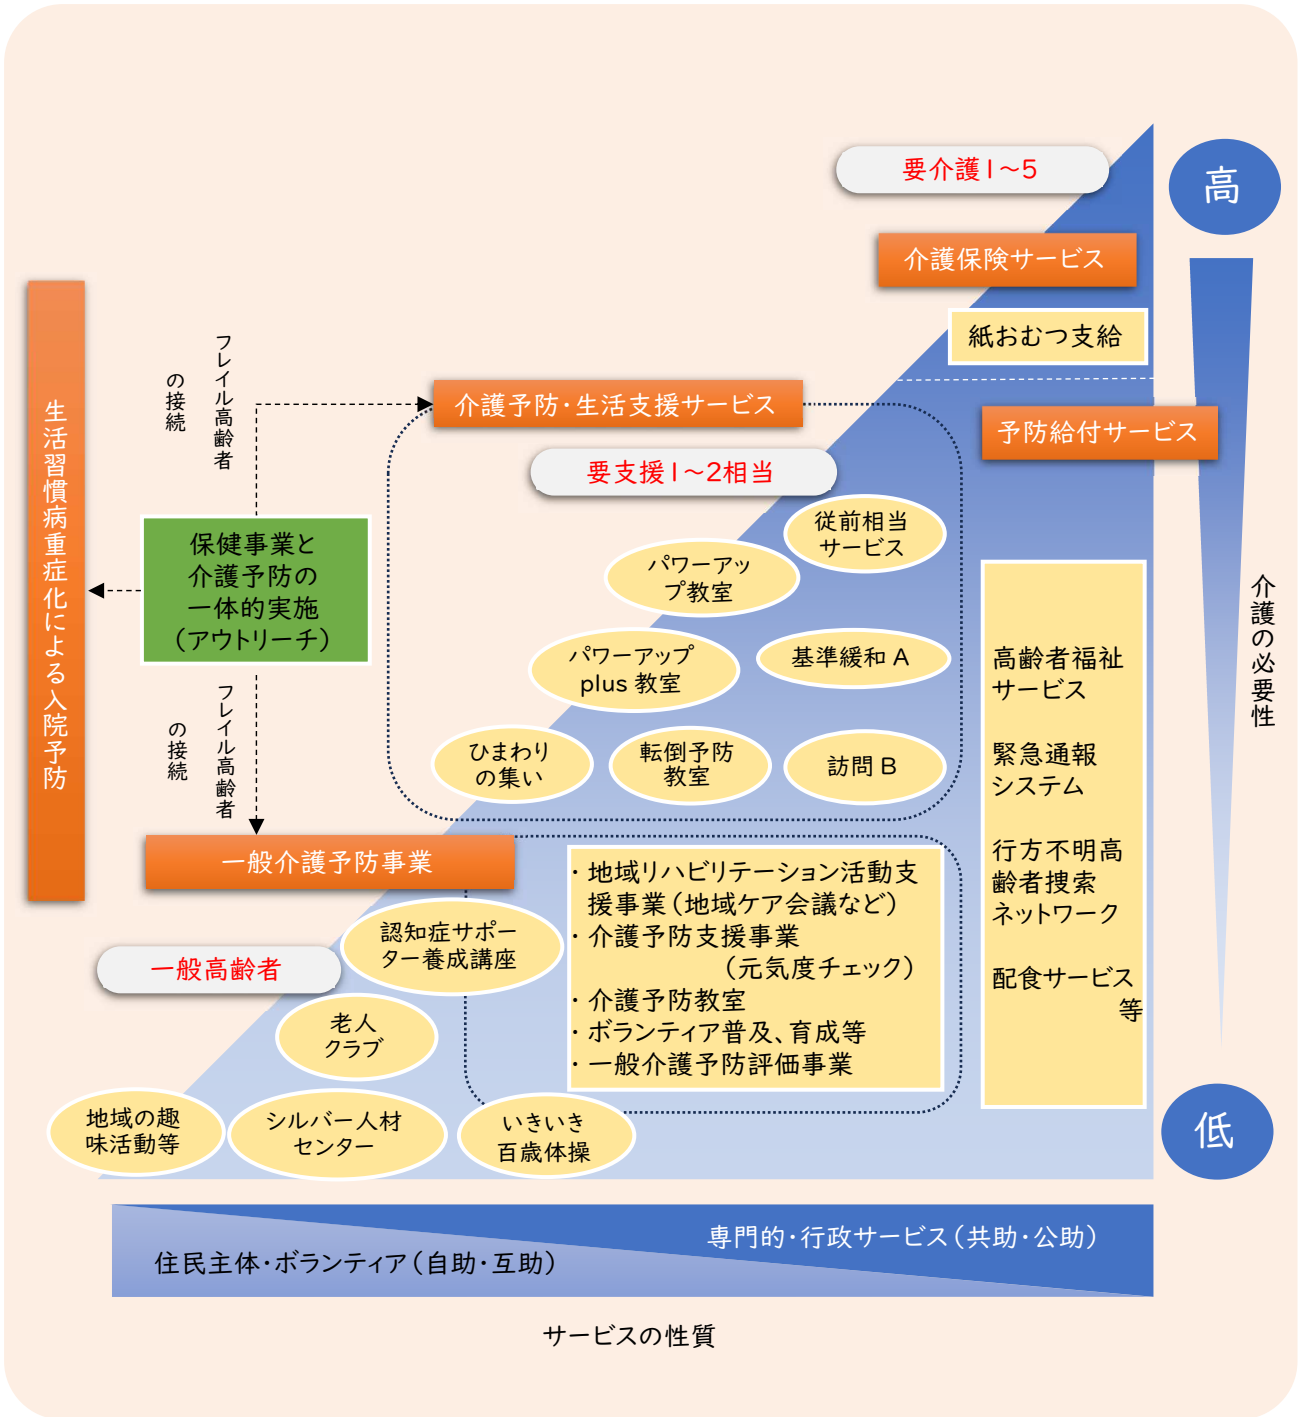 要介護1～5
高
介護保険サービス
紙おむつ支給
フレイル高齢者
の接続
介護予防・生活支援サービス
予防給付サービス
要支援1～2相当
生活習慣病重症化による入院予防
保健事業と
介護予防の
一体的実施
（アウトリーチ）
従前相当
サービス
パワーアッ
プ教室
パワーアップ
plus 教室
基準緩和 A
ひまわり
の集い
転倒予防
教室
訪問 B
高齢者福祉
サービス
緊急通報
システム
行方不明高
齢者捜索
ネットワーク
配食サービス
等
介護の必要性
フレイル高齢者
の接続
一般介護予防事業
・地域リハビリテーション活動支
援事業（地域ケア会議など）
・介護予防支援事業
（元気度チェック）
・介護予防教室
・ボランティア普及、育成等
・一般介護予防評価事業
認知症サポー
ター養成講座
一般高齢者
老人
クラブ
地域の趣
味活動等
シルバー人材
センター
いきいき
百歳体操
低
専門的・行政サービス（共助・公助）
住民主体・ボランティア（自助・互助）
サービスの性質